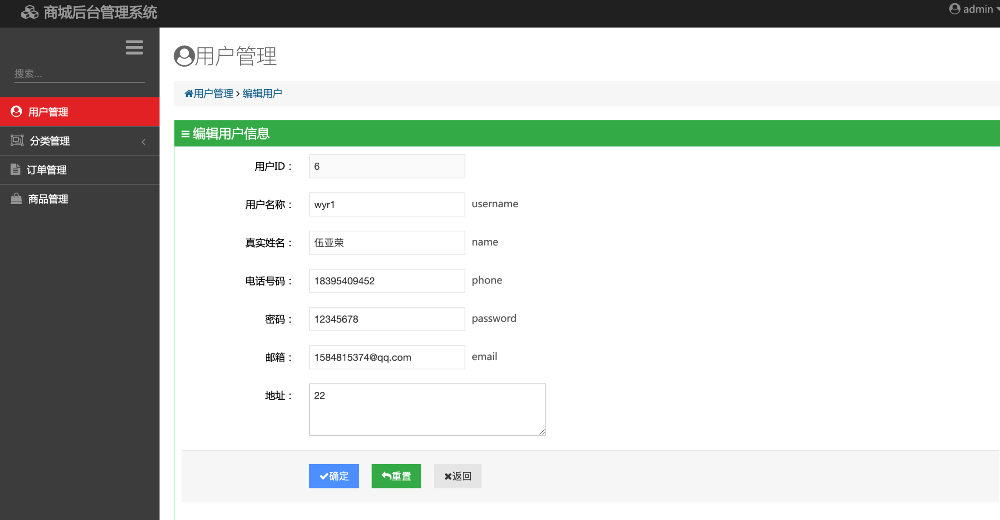 商城后台管理系统
admin
搜索...
用户管理
分类管理
订单管理
商品管理
用户管理
用户管理 > 编辑用户
编辑用户信息
用户ID： 6
用户名称： wyr1 username
真实姓名： 伍亚荣 name
电话号码： 18395409452 phone
密码： 12345678 password
邮箱： 1584815374@qq.com email
地址： 22
确定 重置 返回